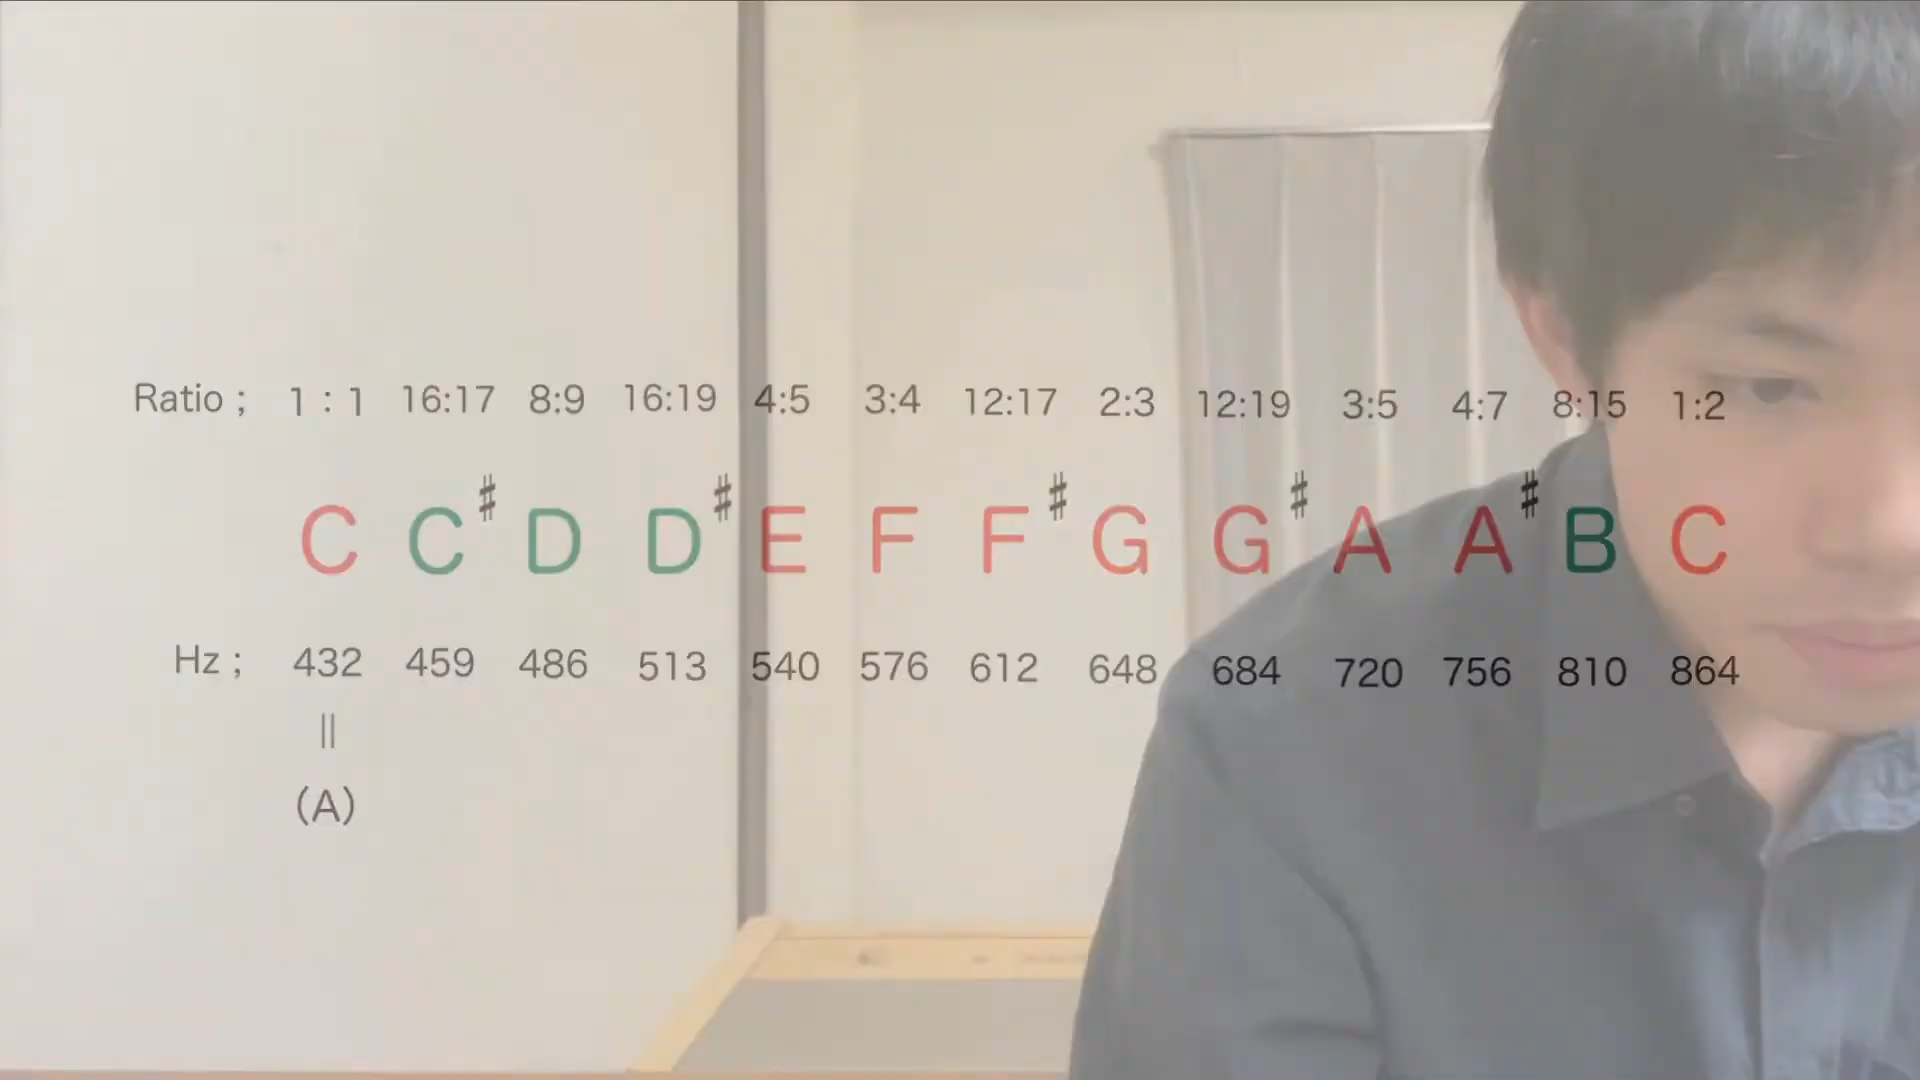 Ratio ; 1 : 1 16:17 8:9 16:19 4:5 3:4 12:17 2:3 12:19 3:5 4:7 8:15 1:2
C C♯ D D♯ E F F♯ G G♯ A A♯ B C
Hz ; 432 459 486 513 540 576 612 648 684 720 756 810 864
||
(A)